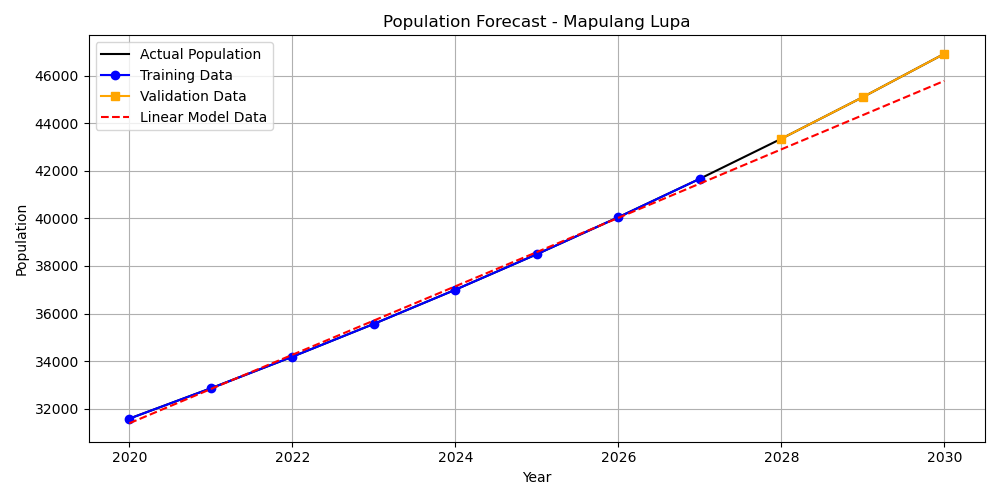 Population Forecast - Mapulang Lupa
Actual Population
Training Data
Validation Data
Linear Model Data
46000
44000
42000
40000
38000
36000
34000
32000
Population
2020 2022 2024 2026 2028 2030
Year